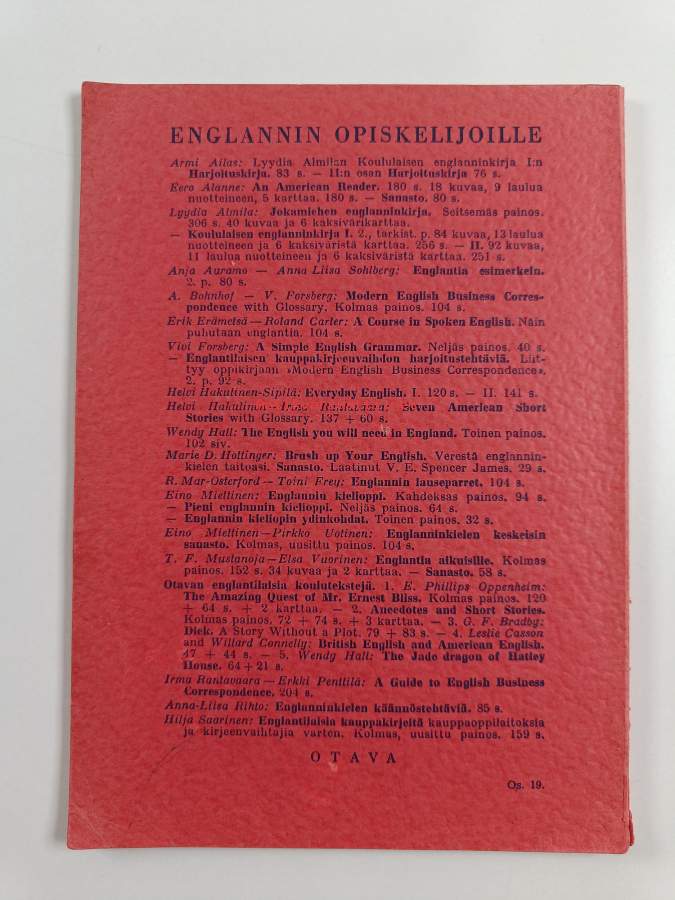 ENGLANNIN OPISKELIJOILLE
Armi Ailas: Lyydia Almilan Koululaisen englanninkirja I:n
Harjoituskirja. 83 s. — II:n osan Harjoituskirja 76 s.
Eero Alanne: An American Reader. 180 s. 18 kuvaa, 9 laulua
nuotteineen, 5 karttaa. 180 s. — Sanasto. 80 s.
Lyydia Almila: Jokamiehen englanninkirja. Seitsemäs painos.
306 s. 40 kuvaa ja 6 kaksivärikarttaa.
— Koululaisen englanninkirja I. 2., tarkist. p. 84 kuvaa, 13 laulua
nuotteineen ja 6 kaksiväristä karttaa. 256 s. — II. 92 kuvaa,
11 laulua nuotteineen ja 6 kaksiväristä karttaa. 251 s.
Anja Auramo — Anna-Liisa Sohlberg: Englantia esimerkein.
2. p. 80 s.
A. Bohnhof — V. Forsberg: Modern English Business Corres-
pondence with Glossary. Kolmas painos. 104 s.
Erik Erämetsä — Roland Carter: A Course in Spoken English. Näin
puhutaan englantia. 104 s.
Vivi Forsberg: A Simple English Grammar. Neljäs painos. 40 s.
— Englantilaisen kauppakirjeenvaihdon harjoitustehtäviä. Liit-
tyy oppikirjaan »Modern English Business Correspondence».
2. p. 92 s.
Helvi Hakulinen-Sipilä: Everyday English. I. 120 s. — II. 141 s.
Helvi Hakulinen — Irma Rantavaara: Seven American Short
Stories with Glossary. 137 + 60 s.
Wendy Hall: The English you will need in England. Toinen painos.
102 siv.
Marie D. Hottinger: Brush up Your English. Verestä englannin-
kielen taitoasi. Sanasto. Laatinut V. E. Spencer James. 29 s.
R. Mar-Osterford — Toini Frey: Englannin lauseparret. 104 s.
Eino Miettinen: Englannin kielioppi. Kahdeksas painos. 94 s.
— Pieni englannin kielioppi. Neljäs painos. 64 s.
— Englannin kieliopin ydinkohdat. Toinen painos. 32 s.
Eino Miettinen — Pirkko Uotinen: Englanninkielen keskeisin
sanasto. Kolmas, uusittu painos. 104 s.
T. F. Mustanoja — Elsa Vuorinen: Englantia aikuisille. Kolmas
painos. 152 s. 34 kuvaa ja 2 karttaa. — Sanasto. 58 s.
Otavan englantilaisia koulutekstejä. 1. E. Phillips Oppenheim:
The Amazing Quest of Mr. Ernest Bliss. Kolmas painos. 120
+ 64 s. + 2 karttaa. — 2. Anecdotes and Short Stories.
Kolmas painos. 72 + 74 s. + 3 karttaa. — 3. G. F. Bradby:
Dick. A Story Without a Plot. 79 + 83 s. — 4. Leslie Casson
and Willard Connelly: British English and American English.
47 + 44 s. — 5. Wendy Hall: The Jade dragon of Hatley
House. 64 + 21 s.
Irma Rantavaara — Erkki Penttilä: A Guide to English Business
Correspondence. 204 s.
Anna-Liisa Rihto: Englanninkielen käännöstehtäviä. 85 s.
Hilja Saarinen: Englantilaisia kauppakirjeitä kauppaoppilaitoksia
ja kirjeenvaihtajia varten. Kolmas, uusittu painos. 159 s.
OTAVA
Os. 19.